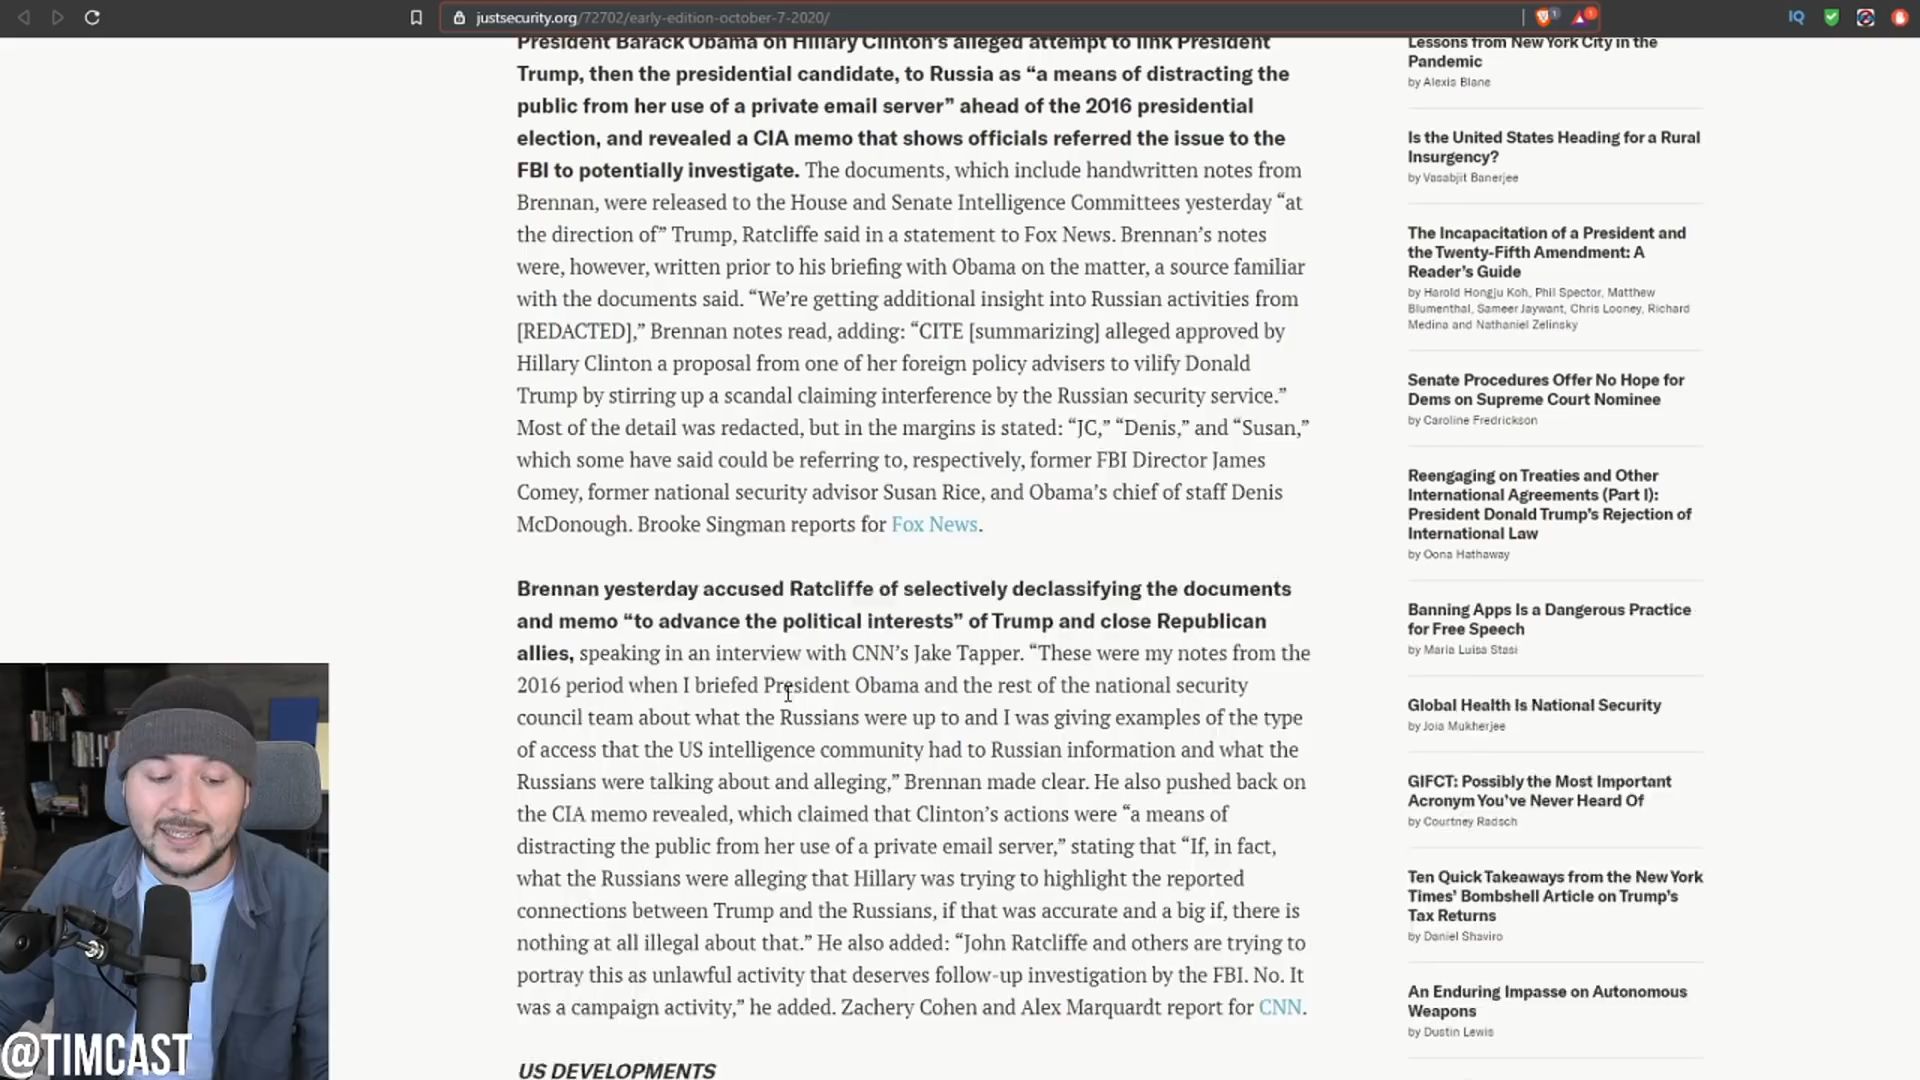 justsecurity.org/72702/early-edition-october-7-2020/
President Barack Obama on Hillary Clinton's alleged attempt to link President
Trump, then the presidential candidate, to Russia as “a means of distracting the
public from her use of a private email server” ahead of the 2016 presidential
election, and revealed a CIA memo that shows officials referred the issue to the
FBI to potentially investigate. The documents, which include handwritten notes from
Brennan, were released to the House and Senate Intelligence Committees yesterday “at
the direction of” Trump, Ratcliffe said in a statement to Fox News. Brennan’s notes
were, however, written prior to his briefing with Obama on the matter, a source familiar
with the documents said. “We’re getting additional insight into Russian activities from
[REDACTED],” Brennan notes read, adding: “CITE [summarizing] alleged approved by
Hillary Clinton a proposal from one of her foreign policy advisers to vilify Donald
Trump by stirring up a scandal claiming interference by the Russian security service.”
Most of the detail was redacted, but in the margins is stated: “JC,” “Denis,” and “Susan,”
which some have said could be referring to, respectively, former FBI Director James
Comey, former national security advisor Susan Rice, and Obama’s chief of staff Denis
McDonough. Brooke Singman reports for Fox News.
Brennan yesterday accused Ratcliffe of selectively declassifying the documents
and memo “to advance the political interests” of Trump and close Republican
allies, speaking in an interview with CNN’s Jake Tapper. “These were my notes from the
2016 period when I briefed President Obama and the rest of the national security
council team about what the Russians were up to and I was giving examples of the type
of access that the US intelligence community had to Russian information and what the
Russians were talking about and alleging,” Brennan made clear. He also pushed back on
the CIA memo revealed, which claimed that Clinton’s actions were “a means of
distracting the public from her use of a private email server,” stating that “If, in fact,
what the Russians were alleging that Hillary was trying to highlight the reported
connections between Trump and the Russians, if that was accurate and a big if, there is
nothing at all illegal about that.” He also added: “John Ratcliffe and others are trying to
portray this as unlawful activity that deserves follow-up investigation by the FBI. No. It
was a campaign activity,” he added. Zachery Cohen and Alex Marquardt report for CNN.
US DEVELOPMENTS
Lessons from New York City in the
Pandemic
by Alexis Blane
Is the United States Heading for a Rural
Insurgency?
by Vasabjit Banerjee
The Incapacitation of a President and
the Twenty-Fifth Amendment: A
Reader’s Guide
by Harold Hongju Koh, Phil Spector, Matthew
Blumenthal, Sameer Jaywant, Chris Looney, Richard
Medina and Nathaniel Zelinsky
Senate Procedures Offer No Hope for
Dems on Supreme Court Nominee
by Caroline Fredrickson
Reengaging on Treaties and Other
International Agreements (Part I):
President Donald Trump’s Rejection of
International Law
by Oona Hathaway
Banning Apps Is a Dangerous Practice
for Free Speech
by Maria Luisa Stasi
Global Health Is National Security
by Joia Mukherjee
GIFCT: Possibly the Most Important
Acronym You’ve Never Heard Of
by Courtney Radsch
Ten Quick Takeaways from the New York
Times’ Bombshell Article on Trump’s
Tax Returns
by Daniel Shaviro
An Enduring Impasse on Autonomous
Weapons
by Dustin Lewis
@TIMCAST